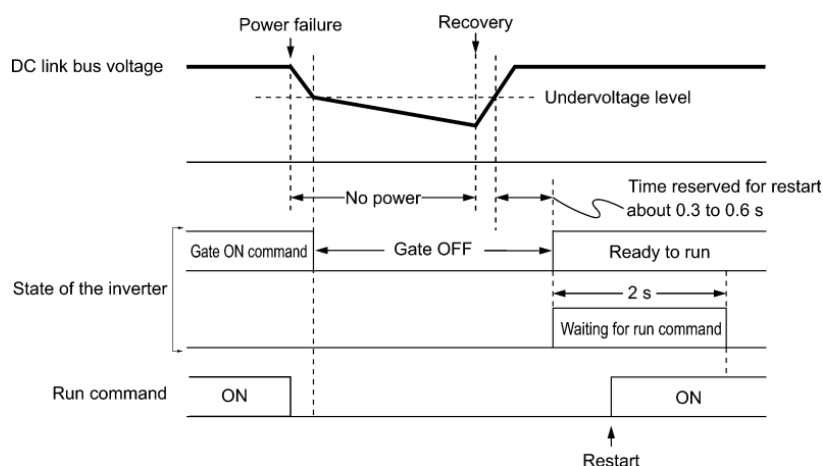 Power failure
Recovery
DC link bus voltage
Undervoltage level
No power
Time reserved for restart
about 0.3 to 0.6 s
Gate ON command
Gate OFF
Ready to run
State of the inverter
2 s
Waiting for run command
Run command
ON
ON
Restart